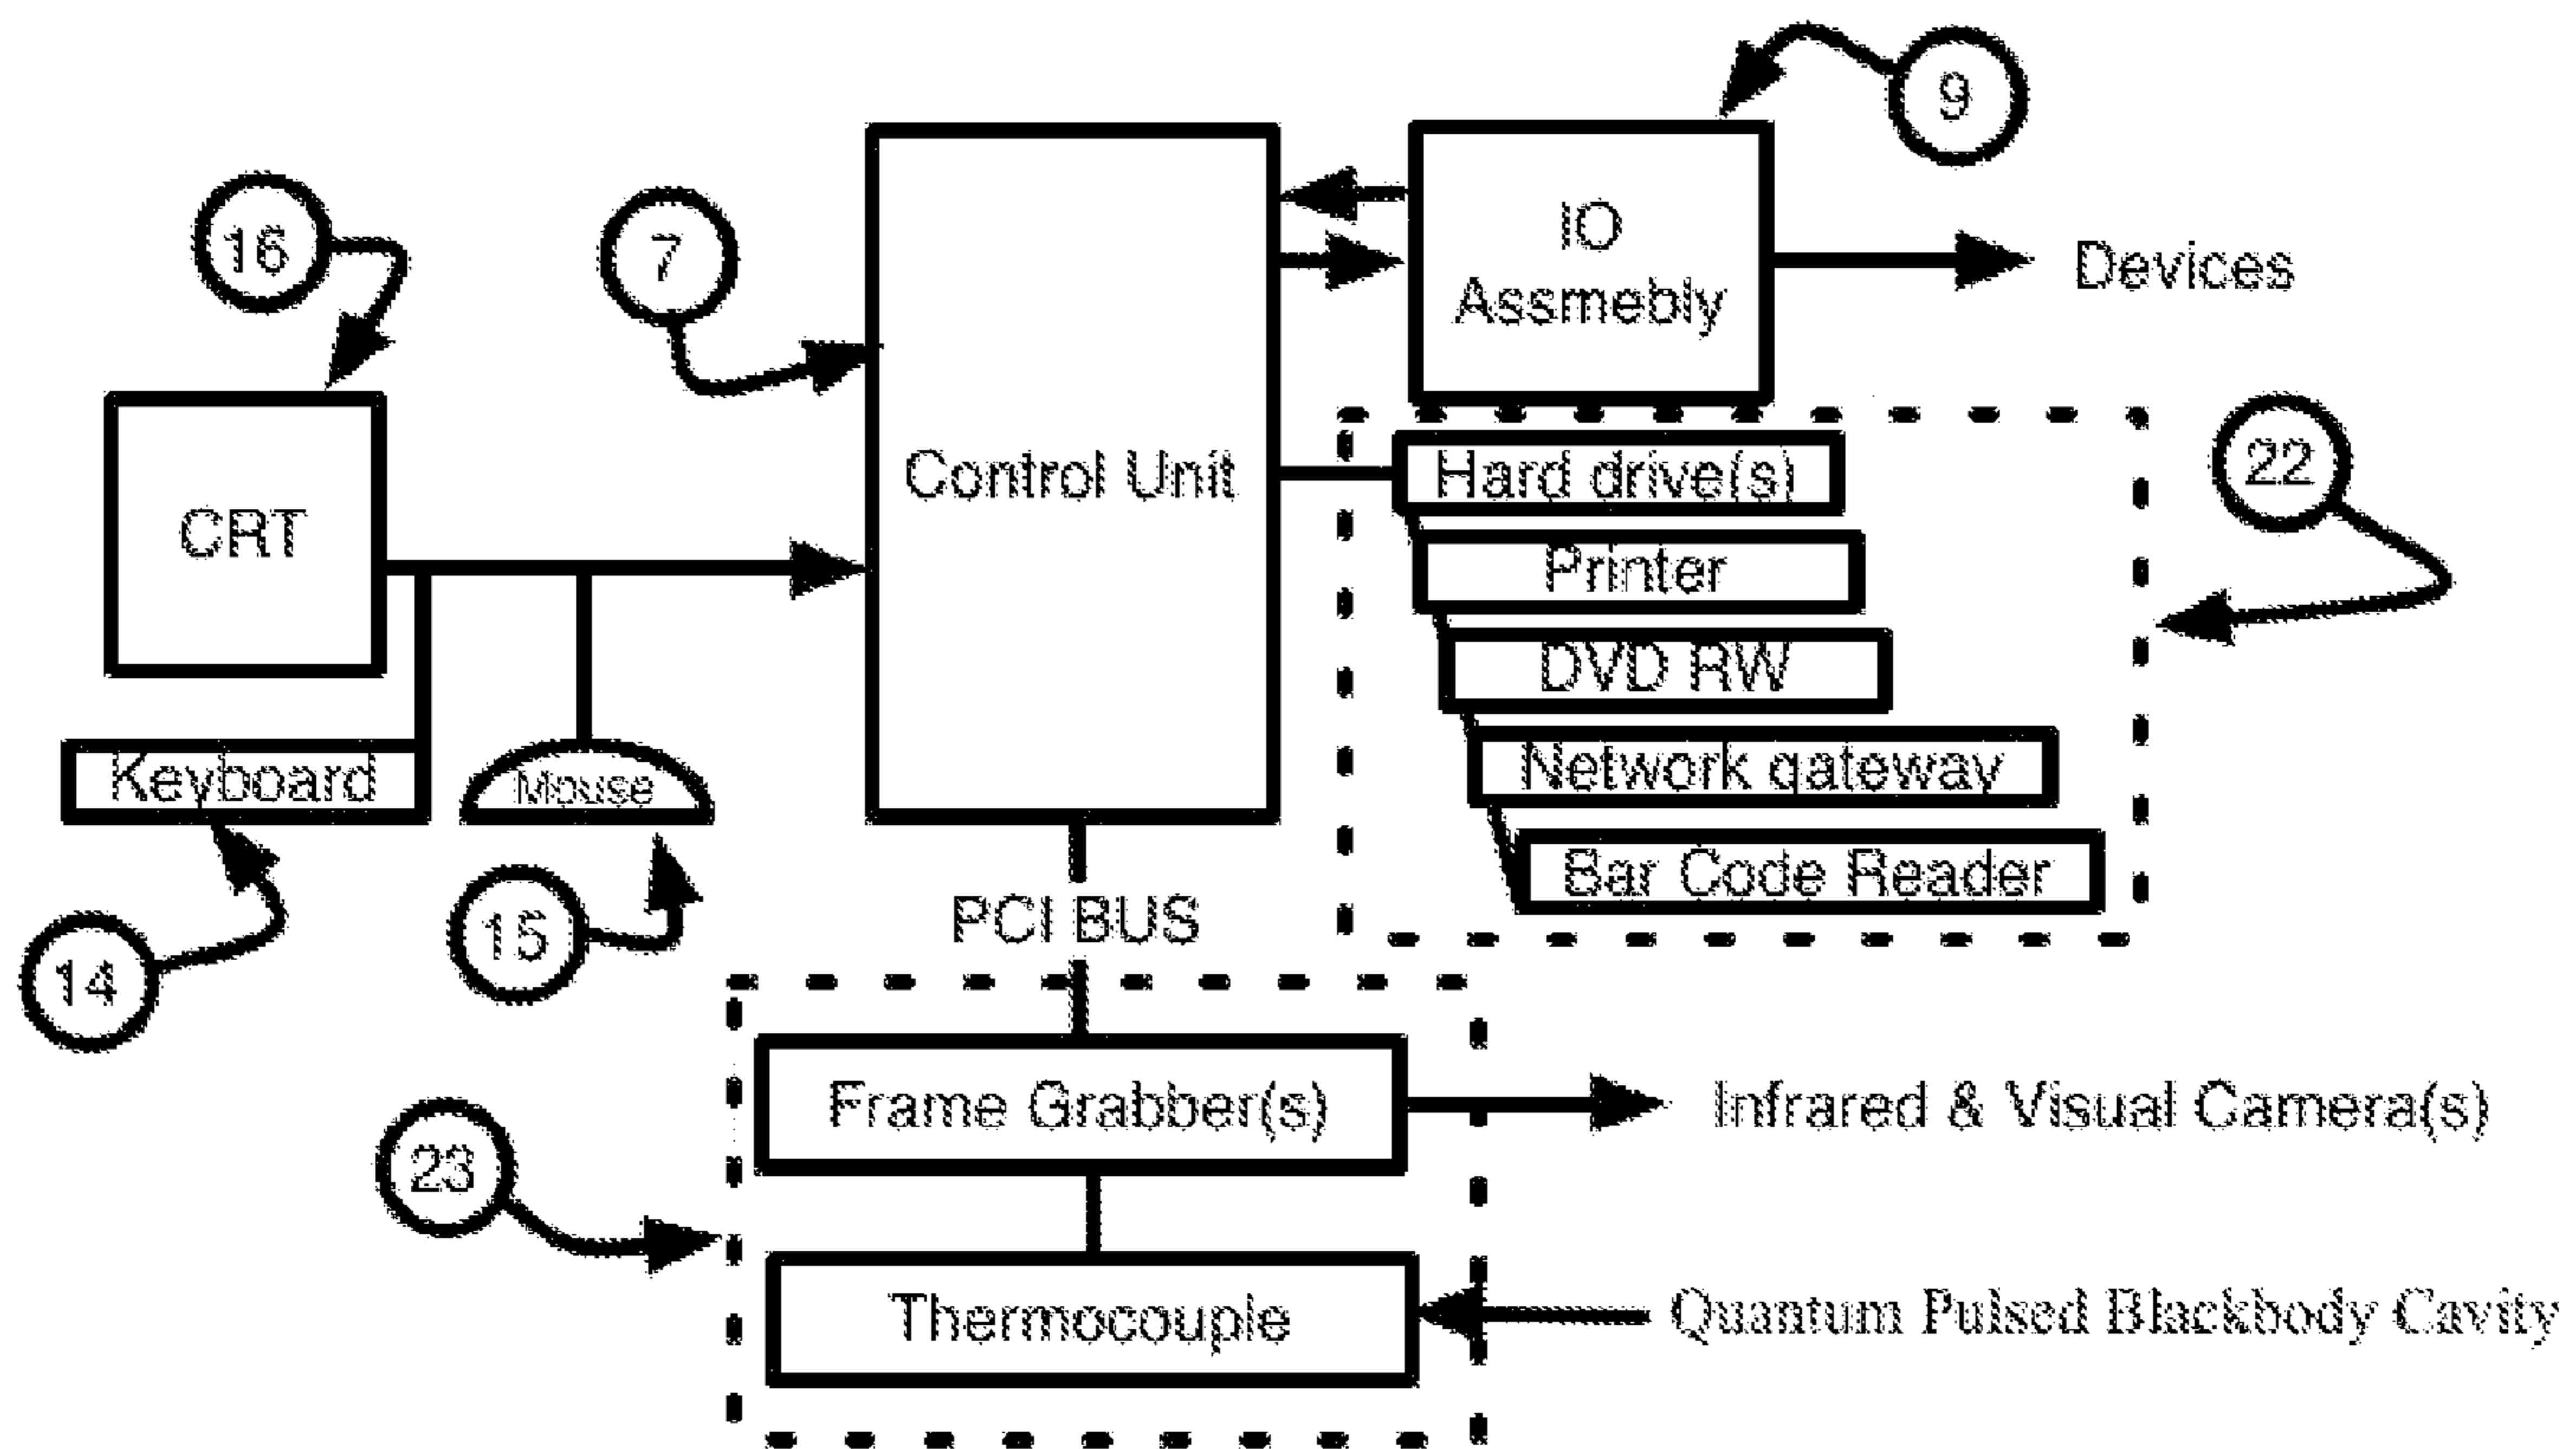 9
16
7
IO
Assmebly
Devices
CRT
Control Unit
Hard drive(s)
22
Printer
DVD RW
Keyboard
Mouse
Network gateway
Bar Code Reader
14
15
PCI BUS
Frame Grabber(s)
Infrared & Visual Camera(s)
23
Thermocouple
Quantum Pulsed Blackbody Cavity